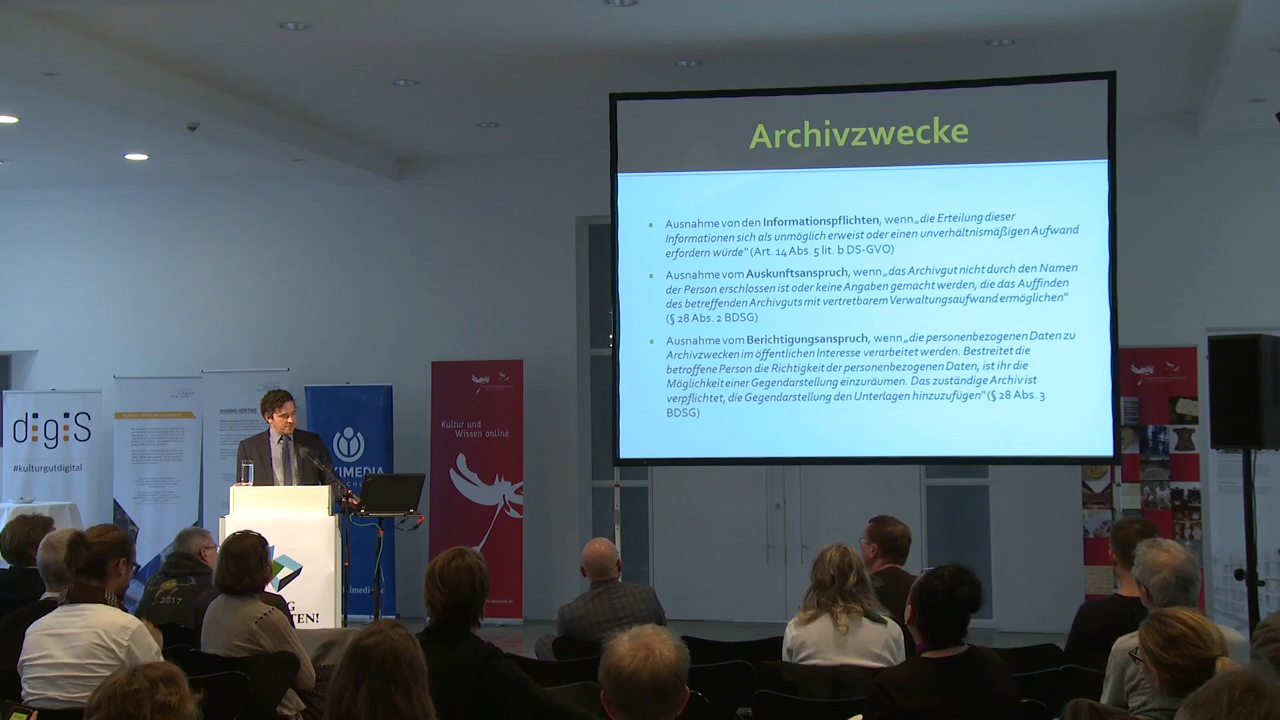 Archivzwecke
Ausnahme von den Informationspflichten, wenn „die Erteilung dieser
Informationen sich als unmöglich erweist oder einen unverhältnismäßigen Aufwand
erfordern würde“ (Art. 14 Abs. 5 lit. b DS-GVO)
Ausnahme vom Auskunftsanspruch, wenn „das Archivgut nicht durch den Namen
der Person erschlossen ist oder keine Angaben gemacht werden, die das Auffinden
des betreffenden Archivguts mit vertretbarem Verwaltungsaufwand ermöglichen“
(§ 28 Abs. 2 BDSG)
Ausnahme vom Berichtigungsanspruch, wenn „die personenbezogenen Daten zu
Archivzwecken im öffentlichen Interesse verarbeitet werden. Bestreitet die
betroffene Person die Richtigkeit der personenbezogenen Daten, ist ihr die
Möglichkeit einer Gegendarstellung einzuräumen. Das zuständige Archiv ist
verpflichtet, die Gegendarstellung den Unterlagen hinzuzufügen“ (§ 28 Abs. 3
BDSG)
digiS
#kulturgutdigital
SHARING HERITAGE
KIMEDIA
Kultur und
Wissen online
G
TEN!
2017